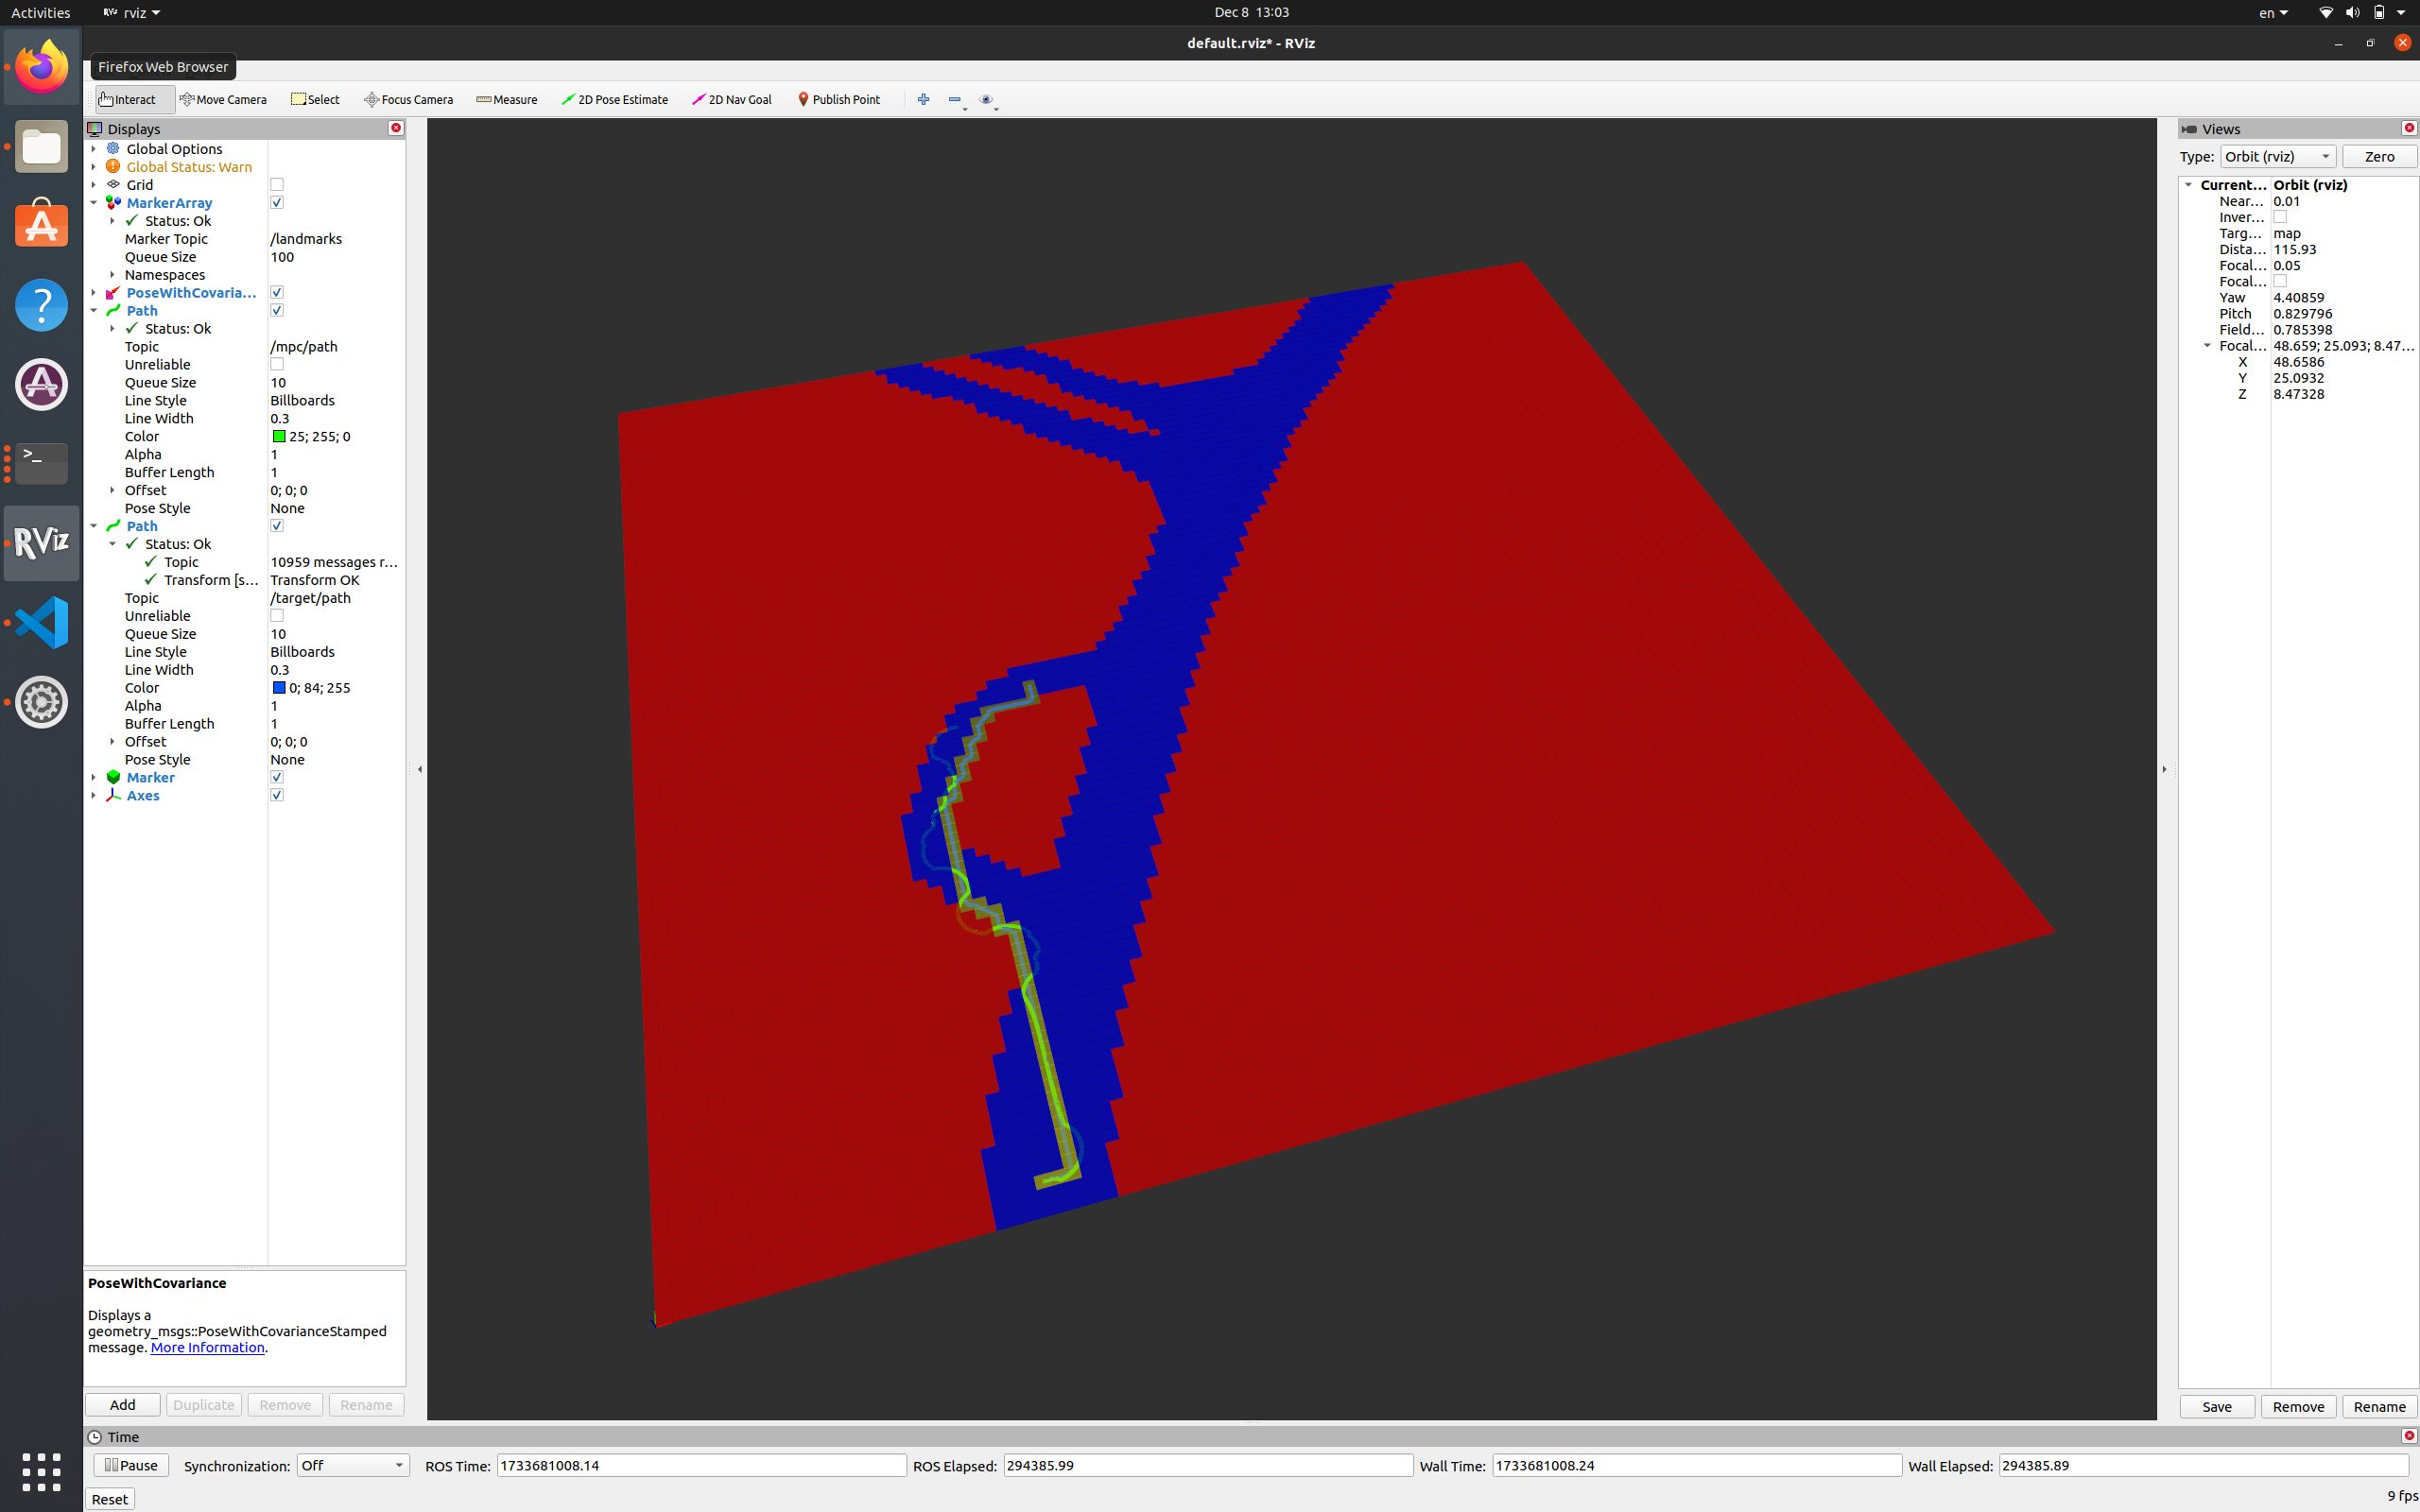 Activities
RViz rviz
Dec 8 13:03
en
default.rviz* - RViz
Firefox Web Browser
Interact
Move Camera
Select
Focus Camera
Measure
2D Pose Estimate
2D Nav Goal
Publish Point
Displays
Global Options
Global Status: Warn
Grid
MarkerArray
Status: Ok
Marker Topic /landmarks
Queue Size 100
Namespaces
PoseWithCovaria...
Path
Status: Ok
Topic /mpc/path
Unreliable
Queue Size 10
Line Style Billboards
Line Width 0.3
Color 25; 255; 0
Alpha 1
Buffer Length 1
Offset 0; 0; 0
Pose Style None
Path
Status: Ok
Topic 10959 messages r...
Transform [s... Transform OK
Topic /target/path
Unreliable
Queue Size 10
Line Style Billboards
Line Width 0.3
Color 0; 84; 255
Alpha 1
Buffer Length 1
Offset 0; 0; 0
Pose Style None
Marker
Axes
RViz
PoseWithCovariance
Displays a
geometry_msgs::PoseWithCovarianceStamped
message. More Information.
Add Duplicate Remove Rename
Views
Type: Orbit (rviz) Zero
Current... Orbit (rviz)
Near... 0.01
Inver...
Targ... map
Dista... 115.93
Focal... 0.05
Focal...
Yaw 4.40859
Pitch 0.829796
Field... 0.785398
Focal... 48.659; 25.093; 8.47...
X 48.6586
Y 25.0932
Z 8.47328
Save Remove Rename
Time
Pause Synchronization: Off ROS Time: 1733681008.14 ROS Elapsed: 294385.99 Wall Time: 1733681008.24 Wall Elapsed: 294385.89
Reset
9 fps